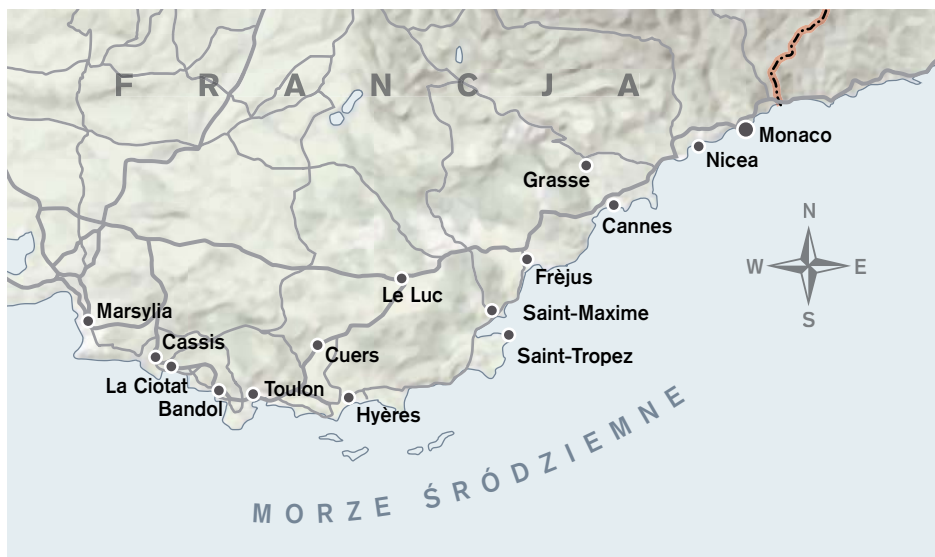 FRANCJA
Monaco
Nicea
Grasse
Cannes
N
W E
S
Frèjus
Le Luc
Saint-Maxime
Marsylia
Saint-Tropez
Cassis
Cuers
La Ciotat
Toulon
Bandol
Hyères
MORZE ŚRÓDZIEMNE